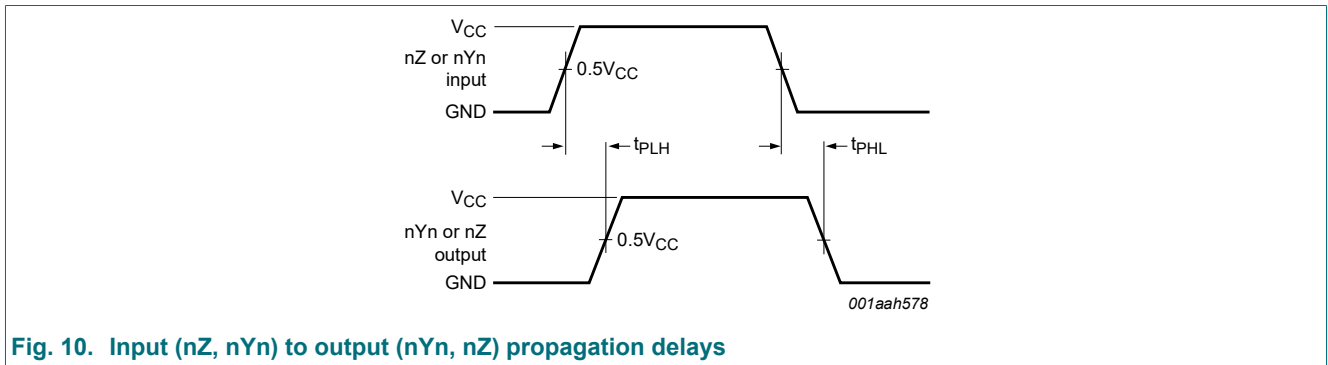 VCC
nZ or nYn
input
0.5VCC
GND
tPLH
tPHL
VCC
nYn or nZ
output
0.5VCC
GND
001aah578
Fig. 10. Input (nZ, nYn) to output (nYn, nZ) propagation delays